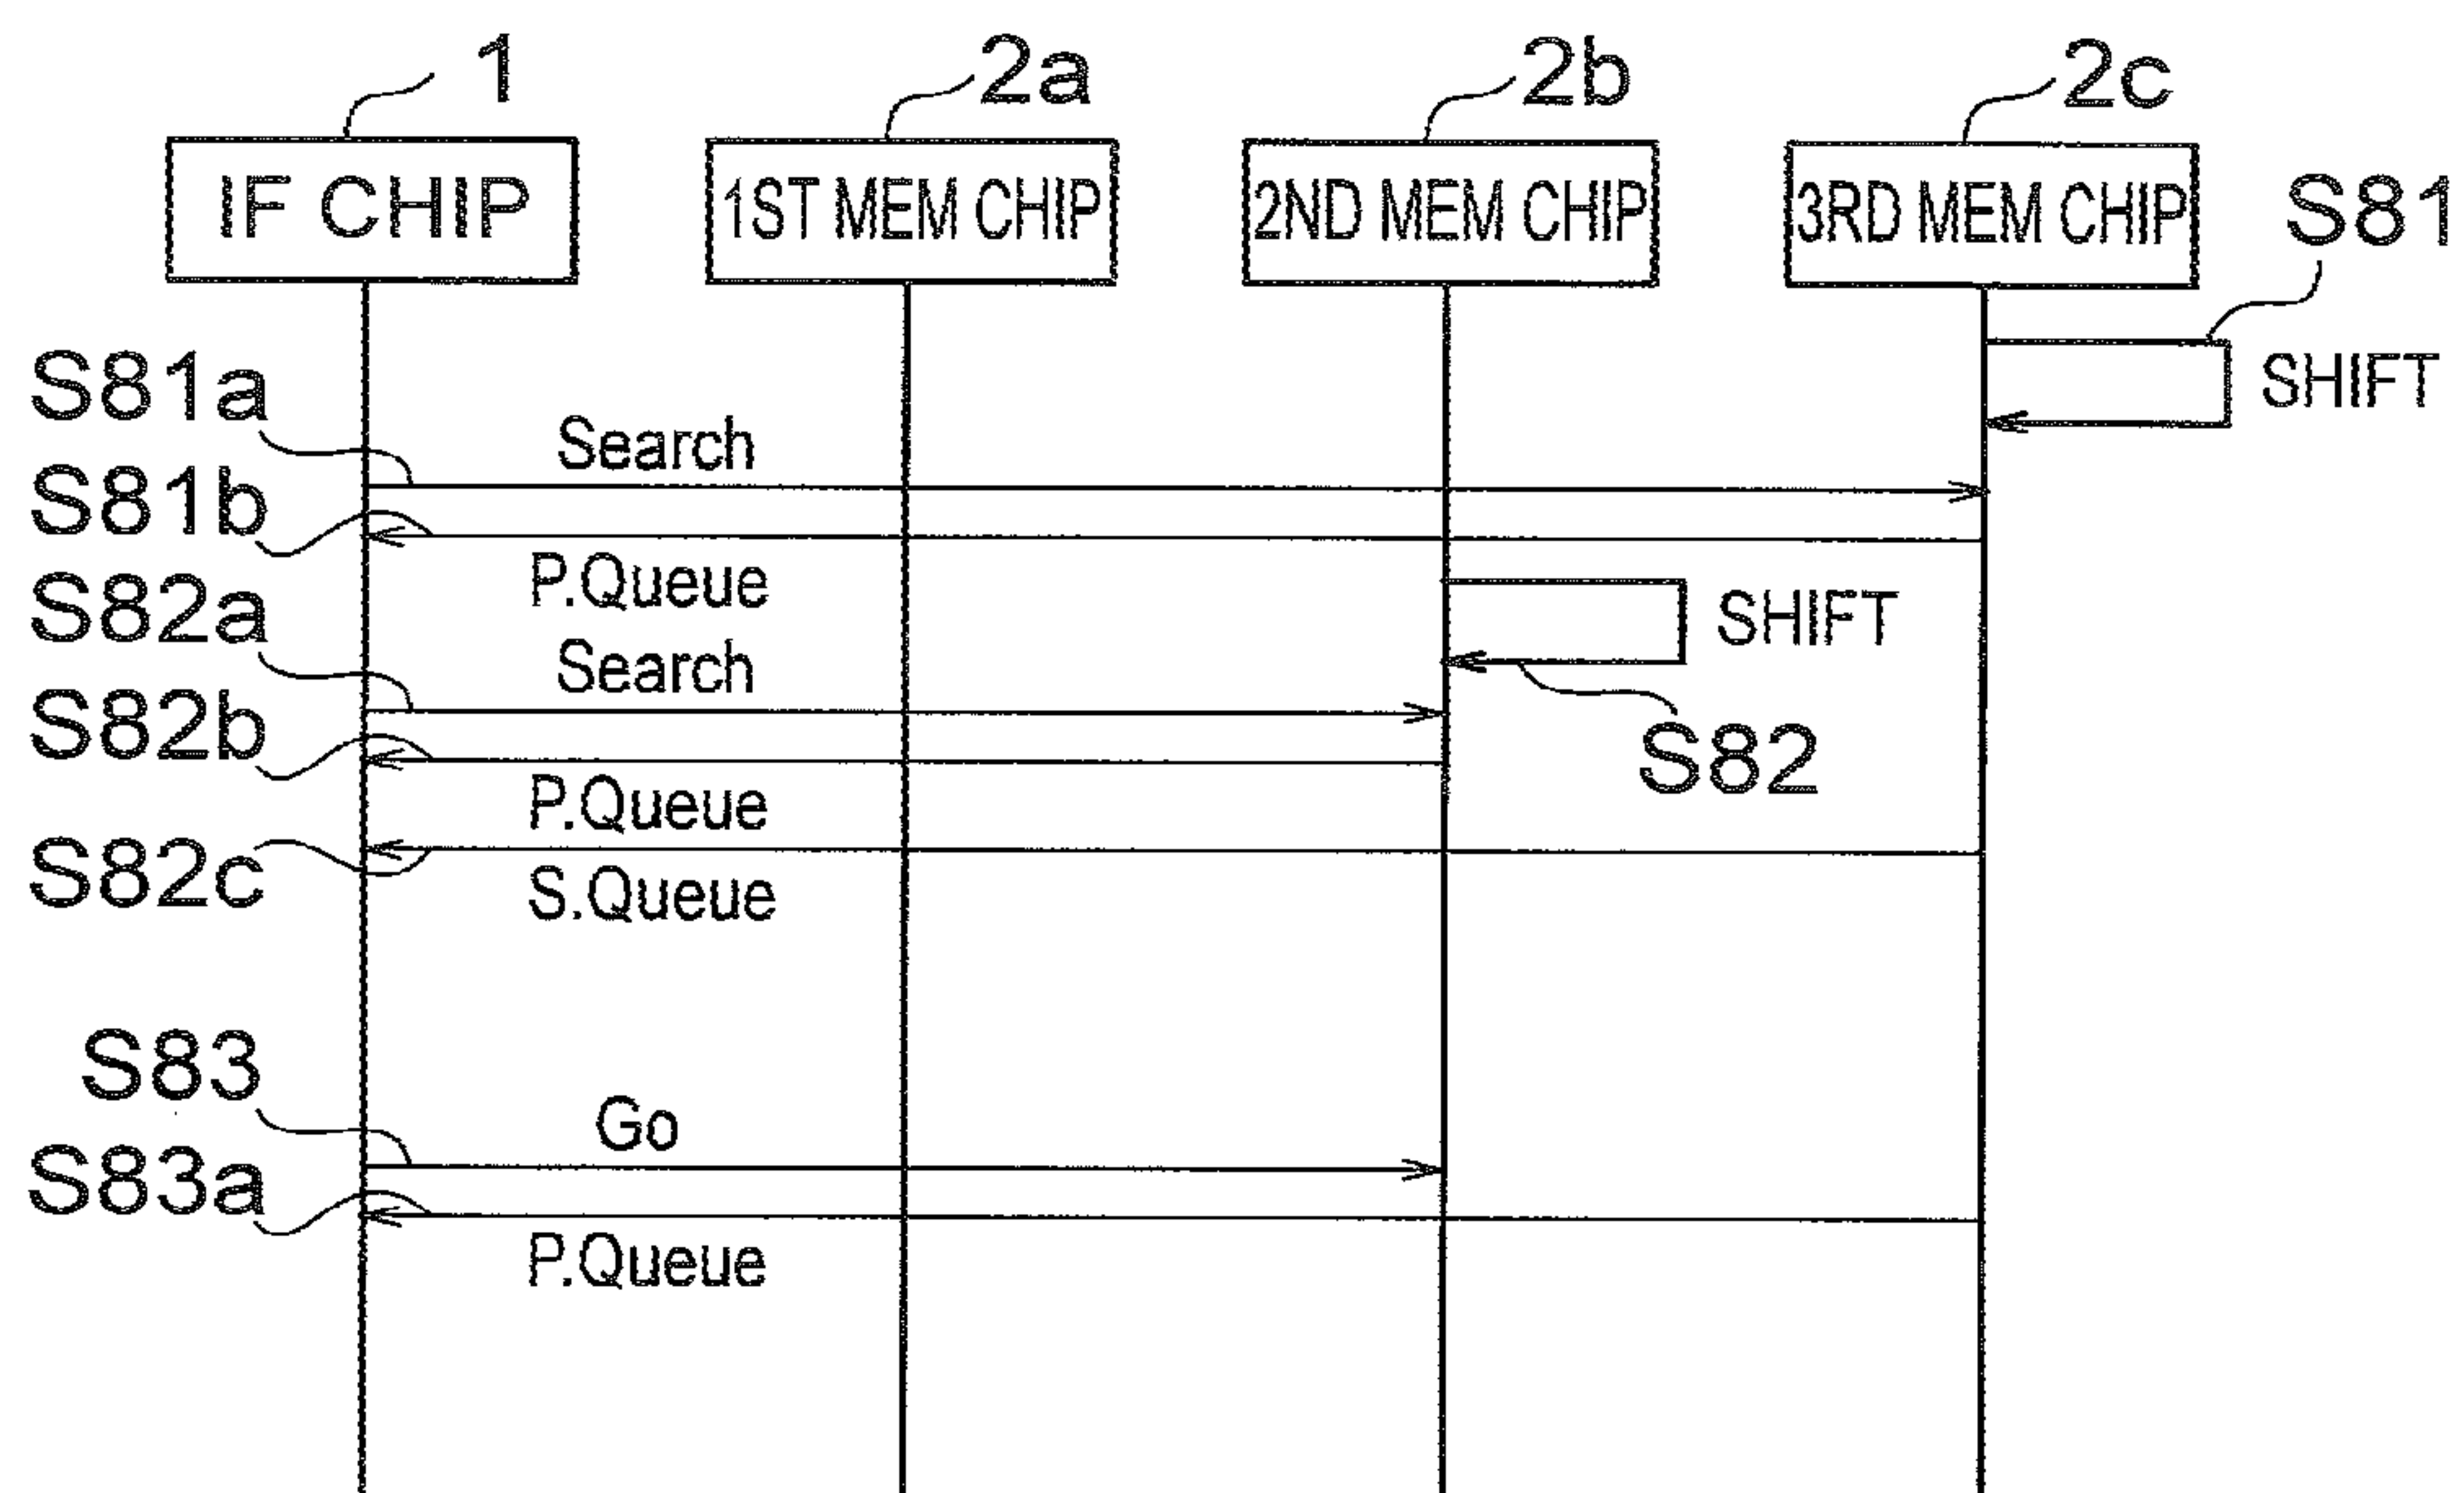 1
2a
2b
2c
IF CHIP
1ST MEM CHIP
2ND MEM CHIP
3RD MEM CHIP
S81
SHIFT
S81a
Search
S81b
P.Queue
S82a
SHIFT
Search
S82b
S82
P.Queue
S82c
S.Queue
S83
Go
S83a
P.Queue